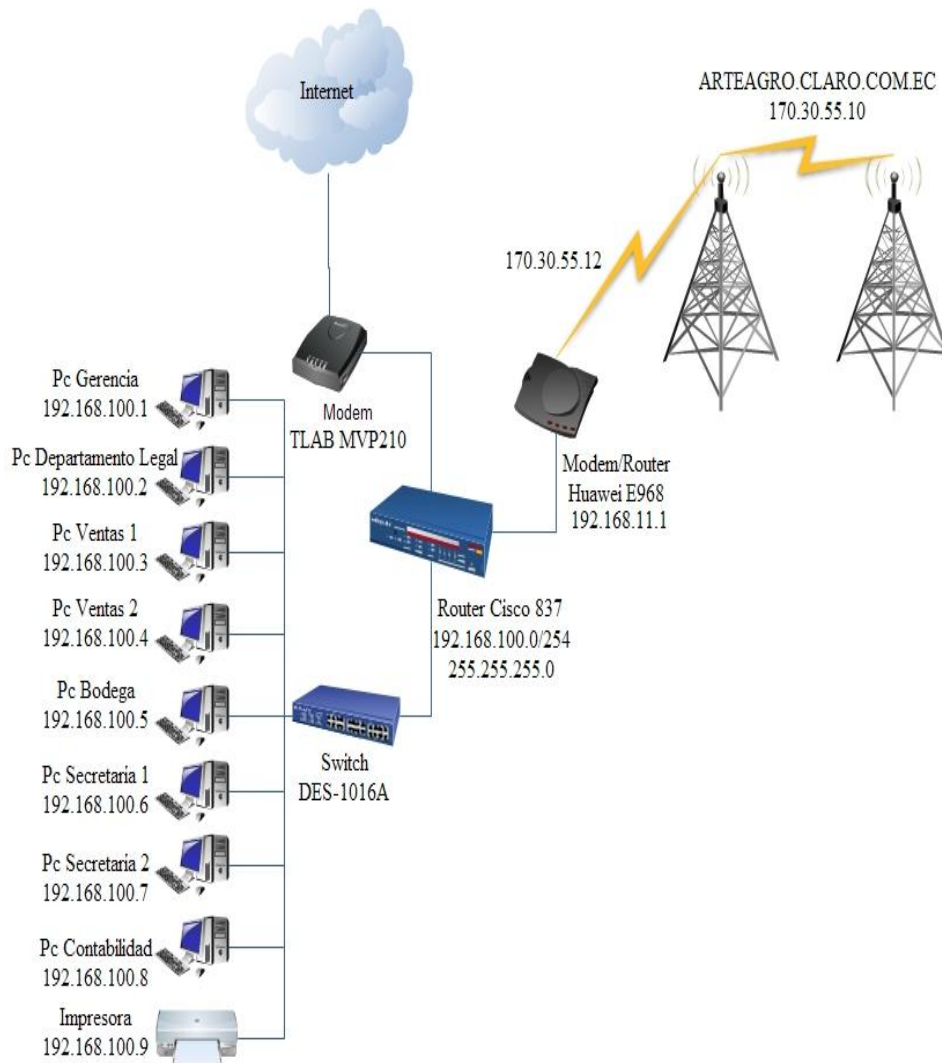 Internet
ARTEAGRO.CLARO.COM.EC
170.30.55.10
170.30.55.12
Modem
TLAB MVP210
Modem/Router
Huawei E968
192.168.11.1
Router Cisco 837
192.168.100.0/254
255.255.255.0
Switch
DES-1016A
Pc Gerencia
192.168.100.1
Pc Departamento Legal
192.168.100.2
Pc Ventas 1
192.168.100.3
Pc Ventas 2
192.168.100.4
Pc Bodega
192.168.100.5
Pc Secretaria 1
192.168.100.6
Pc Secretaria 2
192.168.100.7
Pc Contabilidad
192.168.100.8
Impresora
192.168.100.9